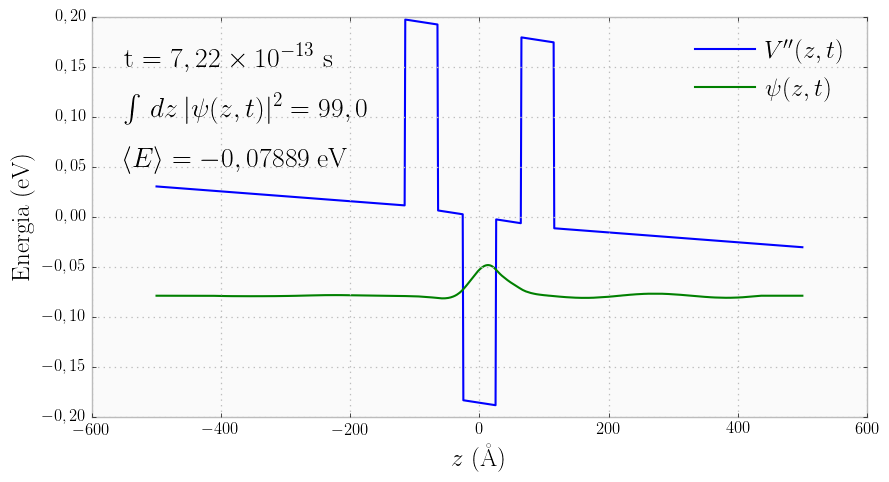 t = 7,22 × 10⁻¹³ s
∫ dz |ψ(z, t)|² = 99,0
⟨E⟩ = −0,07889 eV
V′′(z, t)
ψ(z, t)
Energia (eV)
0,20
0,15
0,10
0,05
0,00
−0,05
−0,10
−0,15
−0,20
−600 −400 −200 0 200 400 600
z (Å)